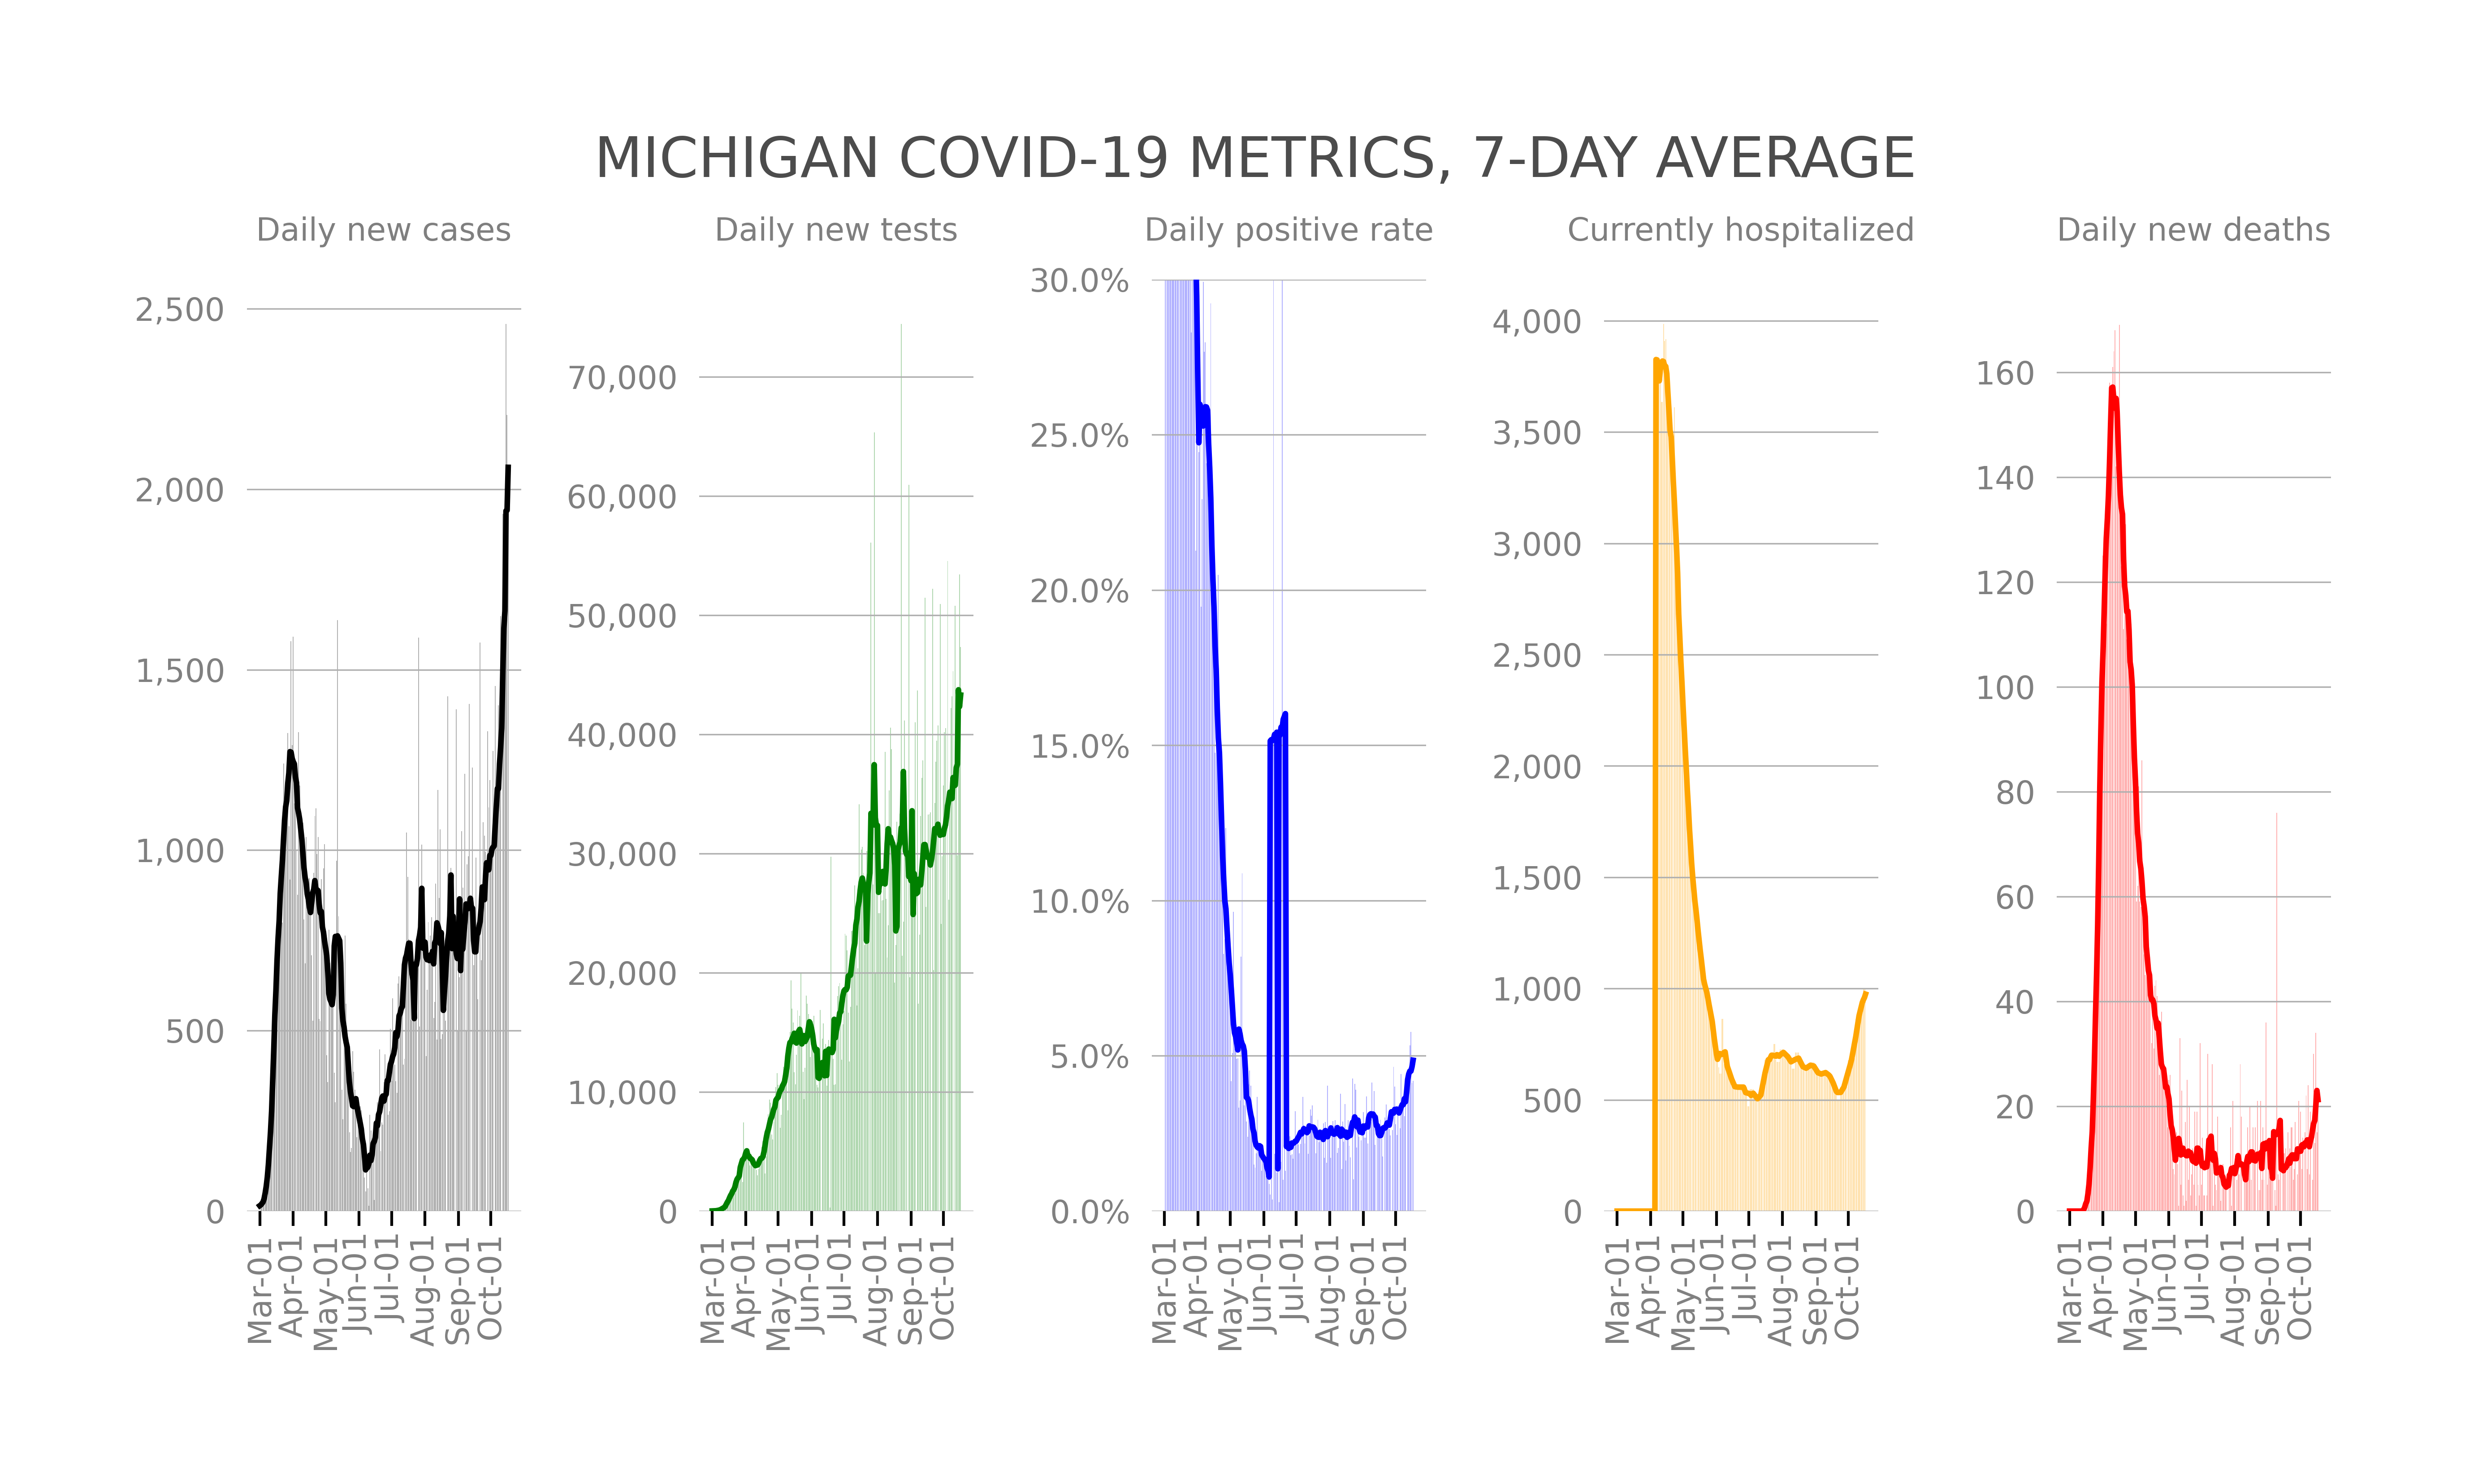 MICHIGAN COVID-19 METRICS, 7-DAY AVERAGE
Daily new cases
2,500
2,000
1,500
1,000
500
0
Mar-01
Apr-01
May-01
Jun-01
Jul-01
Aug-01
Sep-01
Oct-01
Daily new tests
70,000
60,000
50,000
40,000
30,000
20,000
10,000
0
Mar-01
Apr-01
May-01
Jun-01
Jul-01
Aug-01
Sep-01
Oct-01
Daily positive rate
30.0%
25.0%
20.0%
15.0%
10.0%
5.0%
0.0%
Mar-01
Apr-01
May-01
Jun-01
Jul-01
Aug-01
Sep-01
Oct-01
Currently hospitalized
4,000
3,500
3,000
2,500
2,000
1,500
1,000
500
0
Mar-01
Apr-01
May-01
Jun-01
Jul-01
Aug-01
Sep-01
Oct-01
Daily new deaths
160
140
120
100
80
60
40
20
0
Mar-01
Apr-01
May-01
Jun-01
Jul-01
Aug-01
Sep-01
Oct-01